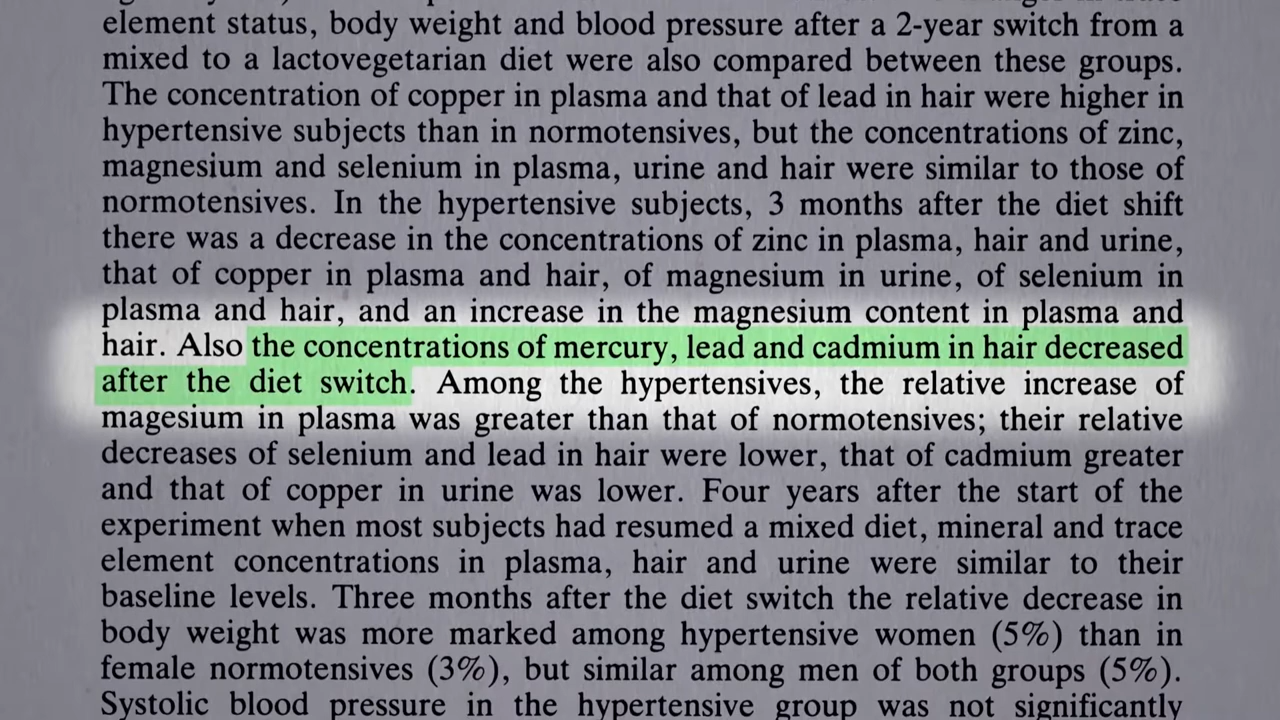 element status, body weight and blood pressure after a 2-year switch from a
mixed to a lactovegetarian diet were also compared between these groups.
The concentration of copper in plasma and that of lead in hair were higher in
hypertensive subjects than in normotensives, but the concentrations of zinc,
magnesium and selenium in plasma, urine and hair were similar to those of
normotensives. In the hypertensive subjects, 3 months after the diet shift
there was a decrease in the concentrations of zinc in plasma, hair and urine,
that of copper in plasma and hair, of magnesium in urine, of selenium in
plasma and hair, and an increase in the magnesium content in plasma and
hair. Also the concentrations of mercury, lead and cadmium in hair decreased
after the diet switch. Among the hypertensives, the relative increase of
magesium in plasma was greater than that of normotensives; their relative
decreases of selenium and lead in hair were lower, that of cadmium greater
and that of copper in urine was lower. Four years after the start of the
experiment when most subjects had resumed a mixed diet, mineral and trace
element concentrations in plasma, hair and urine were similar to their
baseline levels. Three months after the diet switch the relative decrease in
body weight was more marked among hypertensive women (5%) than in
female normotensives (3%), but similar among men of both groups (5%).
Systolic blood pressure in the hypertensive group was not significantly